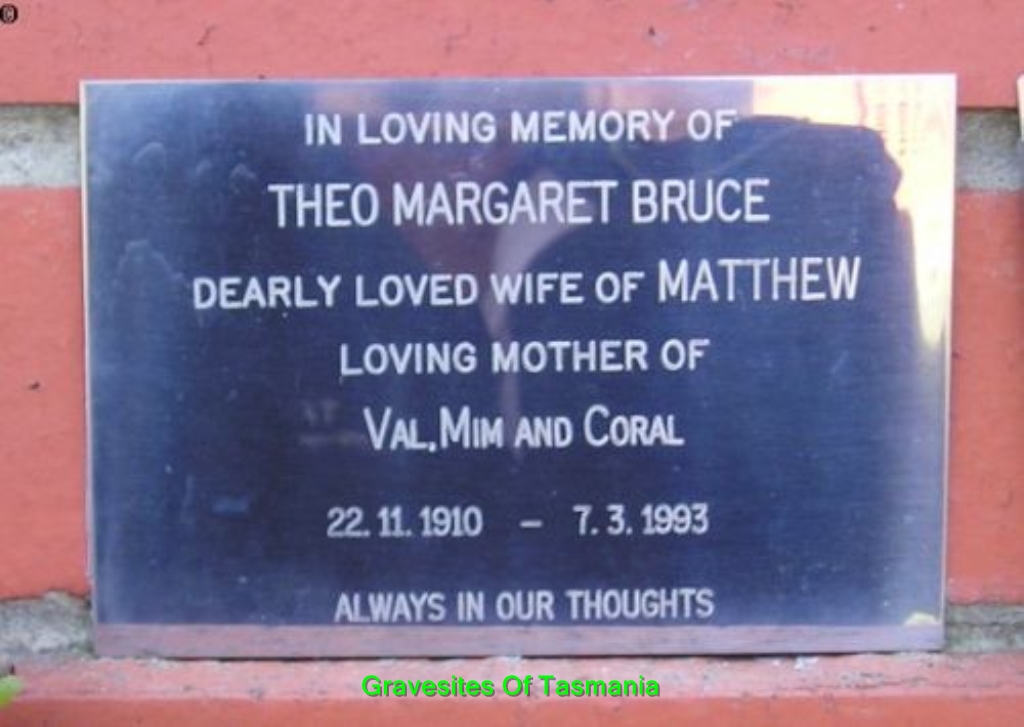 IN LOVING MEMORY OF
THEO MARGARET BRUCE
DEARLY LOVED WIFE OF MATTHEW
LOVING MOTHER OF
VAL, MIM AND CORAL
22. 11. 1910 – 7. 3. 1993
ALWAYS IN OUR THOUGHTS
Gravesites Of Tasmania